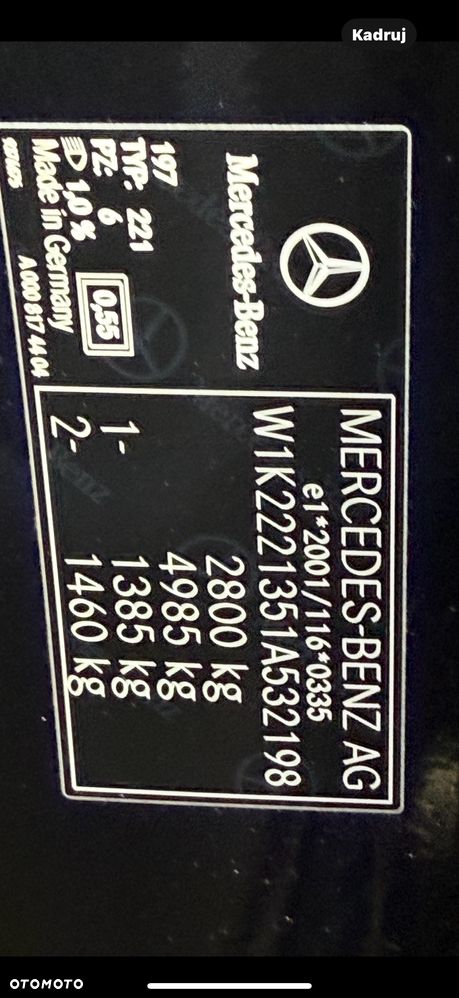 Kadruj
Mercedes-Benz
197
TYP: 221
PZ: 6
1,0 %
0,55
Made in Germany
A 000 817 44 04
MERCEDES-BENZ AG
e1*2001/116*0335
W1K2221351A532198
2800 kg
4985 kg
1- 1385 kg
2- 1460 kg
OTOMOTO